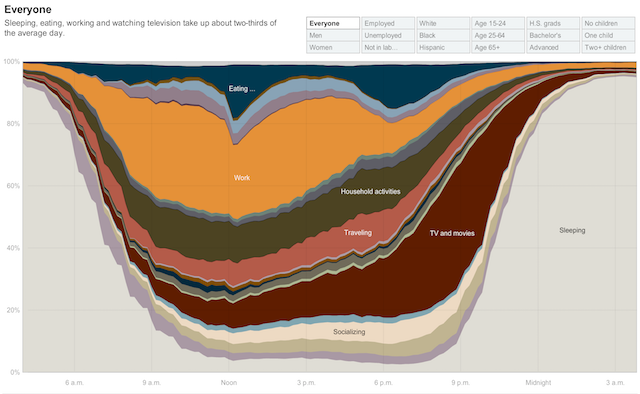 Everyone
Sleeping, eating, working and watching television take up about two-thirds of
the average day.
Everyone Employed White Age 15-24 H.S. grads No children
Men Unemployed Black Age 25-64 Bachelor's One child
Women Not in lab... Hispanic Age 65+ Advanced Two+ children
100%
Eating ...
80%
Work
60%
Household activities
40%
Traveling
TV and movies
Sleeping
20%
Socializing
0%
6 a.m. 9 a.m. Noon 3 p.m. 6 p.m. 9 p.m. Midnight 3 a.m.